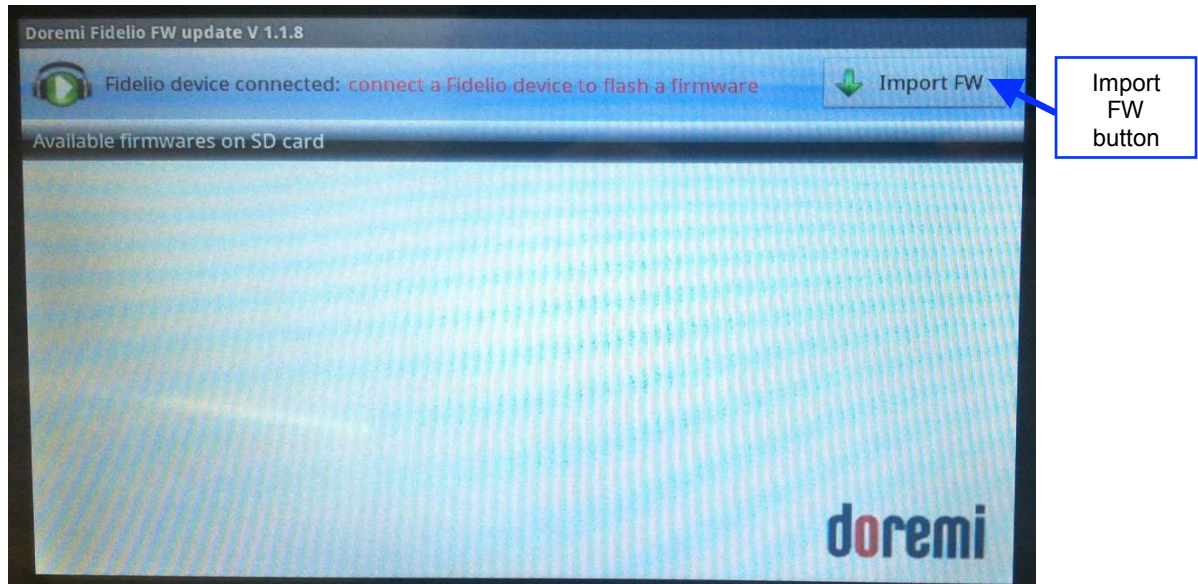 Doremi Fidelio FW update V 1.1.8
Fidelio device connected: connect a Fidelio device to flash a firmware
Import FW
Available firmwares on SD card
doremi
Import
FW
button